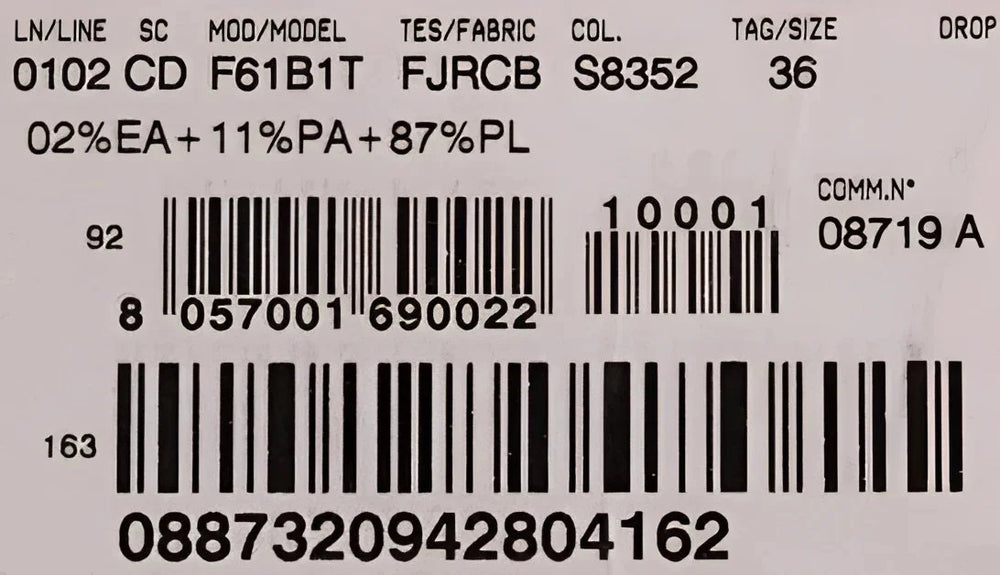 LN/LINE SC MOD/MODEL TES/FABRIC COL. TAG/SIZE DROP
0102 CD F61B1T FJRCB S8352 36
02%EA+11%PA+87%PL
COMM.N°
08719 A
10001
92
8 057001 690022
163
0887320942804162